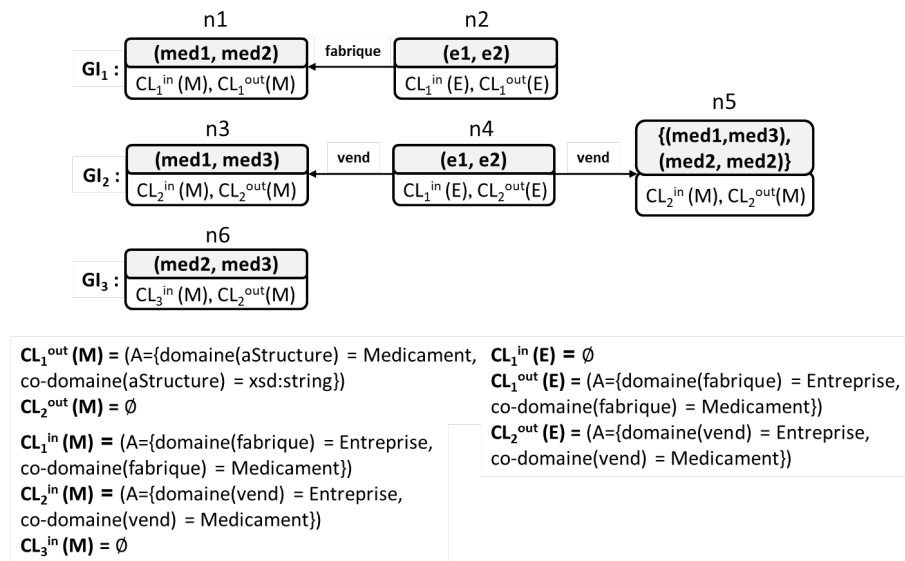 n1
n2
GI₁ :
(med1, med2)
fabrique
(e1, e2)
CL₁ⁱⁿ (M), CL₁ᵒᵘᵗ(M)
CL₁ⁱⁿ (E), CL₁ᵒᵘᵗ(E)
n3
n4
n5
GI₂ :
(med1, med3)
vend
(e1, e2)
vend
{(med1,med3),
(med2, med2)}
CL₂ⁱⁿ (M), CL₂ᵒᵘᵗ(M)
CL₁ⁱⁿ (E), CL₂ᵒᵘᵗ(E)
CL₂ⁱⁿ (M), CL₂ᵒᵘᵗ(M)
n6
GI₃ :
(med2, med3)
CL₃ⁱⁿ (M), CL₂ᵒᵘᵗ(M)
CL₁ᵒᵘᵗ (M) = (A={domaine(aStructure) = Medicament,
co-domaine(aStructure) = xsd:string})
CL₂ᵒᵘᵗ (M) = ∅
CL₁ⁱⁿ (M) = (A={domaine(fabrique) = Entreprise,
co-domaine(fabrique) = Medicament})
CL₂ⁱⁿ (M) = (A={domaine(vend) = Entreprise,
co-domaine(vend) = Medicament})
CL₃ⁱⁿ (M) = ∅
CL₁ⁱⁿ (E) = ∅
CL₁ᵒᵘᵗ (E) = (A={domaine(fabrique) = Entreprise,
co-domaine(fabrique) = Medicament})
CL₂ᵒᵘᵗ (E) = (A={domaine(vend) = Entreprise,
co-domaine(vend) = Medicament})